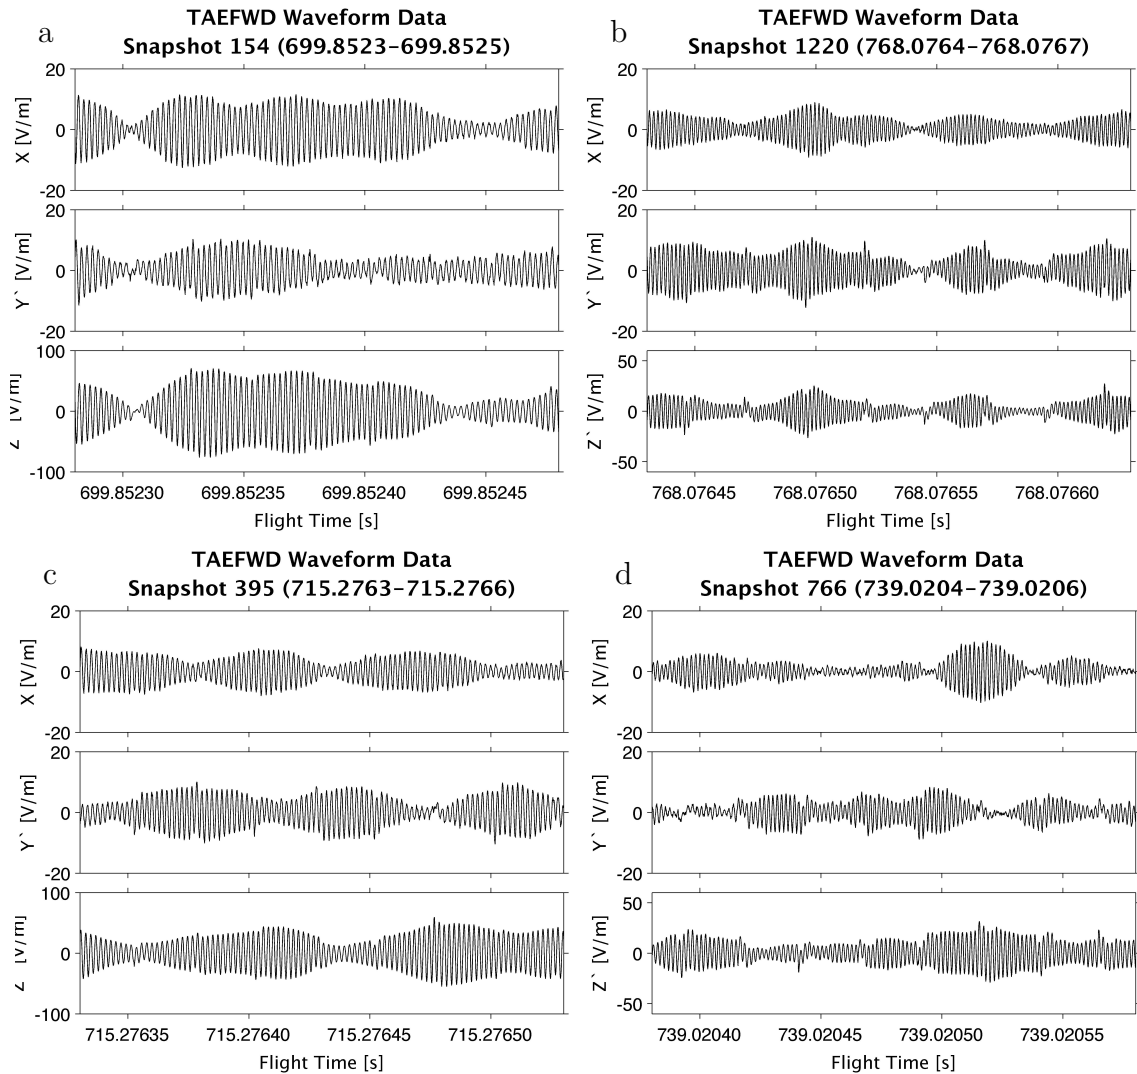 a
TAEFWD Waveform Data
Snapshot 154 (699.8523-699.8525)
20
X [V/m]
0
-20
20
Y` [V/m]
0
-20
100
[V/m]
0
-100
699.85230 699.85235 699.85240 699.85245
Flight Time [s]
b
TAEFWD Waveform Data
Snapshot 1220 (768.0764-768.0767)
20
X [V/m]
0
-20
20
Y` [V/m]
0
-20
50
Z` [V/m]
0
-50
768.07645 768.07650 768.07655 768.07660
Flight Time [s]
c
TAEFWD Waveform Data
Snapshot 395 (715.2763-715.2766)
20
X [V/m]
0
-20
20
Y` [V/m]
0
-20
100
[V/m]
0
-100
715.27635 715.27640 715.27645 715.27650
Flight Time [s]
d
TAEFWD Waveform Data
Snapshot 766 (739.0204-739.0206)
20
X [V/m]
0
-20
20
Y` [V/m]
0
-20
50
Z` [V/m]
0
-50
739.02040 739.02045 739.02050 739.02055
Flight Time [s]